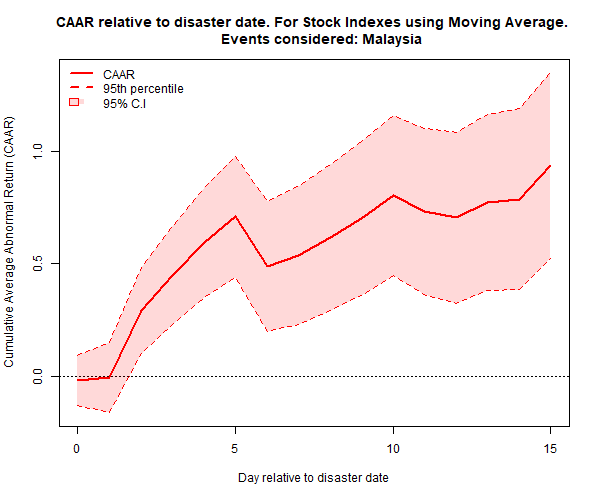 CAAR relative to disaster date. For Stock Indexes using Moving Average.
Events considered: Malaysia
CAAR
95th percentile
95% C.I
Cumulative Average Abnormal Return (CAAR)
1.0
0.5
0.0
0 5 10 15
Day relative to disaster date